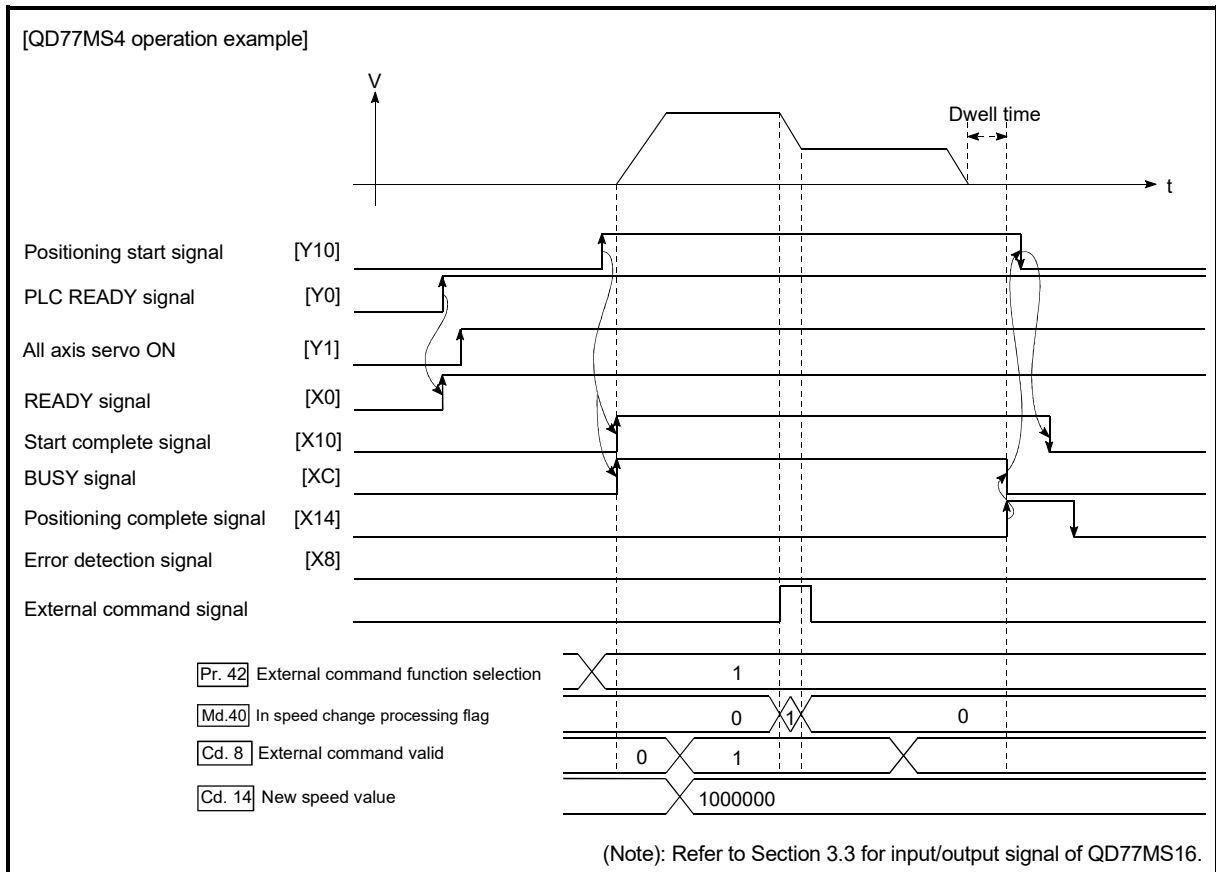 [QD77MS4 operation example]
V
Dwell time
t
Positioning start signal [Y10]
PLC READY signal [Y0]
All axis servo ON [Y1]
READY signal [X0]
Start complete signal [X10]
BUSY signal [XC]
Positioning complete signal [X14]
Error detection signal [X8]
External command signal
Pr. 42 External command function selection 1
Md.40 In speed change processing flag 0 1 0
Cd. 8 External command valid 0 1
Cd. 14 New speed value 1000000
(Note): Refer to Section 3.3 for input/output signal of QD77MS16.